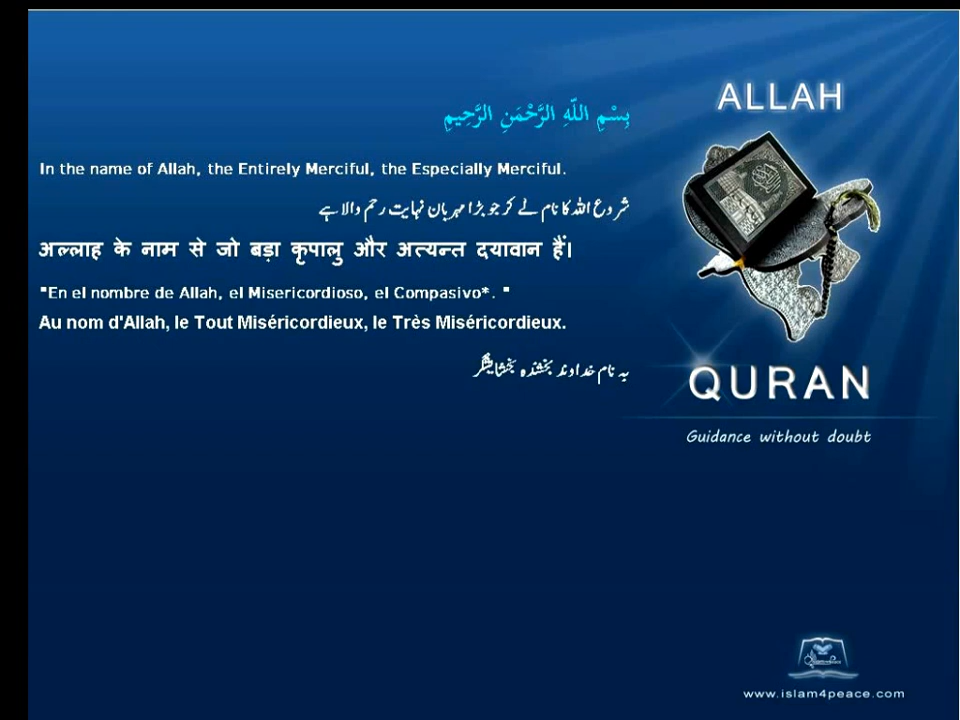 بِسْمِ اللَّهِ الرَّحْمَنِ الرَّحِيمِ
In the name of Allah, the Entirely Merciful, the Especially Merciful.
شروع الله کا نام لے کر جو بڑا مہربان نہایت رحم والا ہے
अल्लाह के नाम से जो बड़ा कृपालु और अत्यन्त दयावान हैं।
"En el nombre de Allah, el Misericordioso, el Compasivo*. "
Au nom d'Allah, le Tout Miséricordieux, le Très Miséricordieux.
به نام خداوند بخشنده بخشایشگر
ALLAH
QURAN
Guidance without doubt
www.islam4peace.com